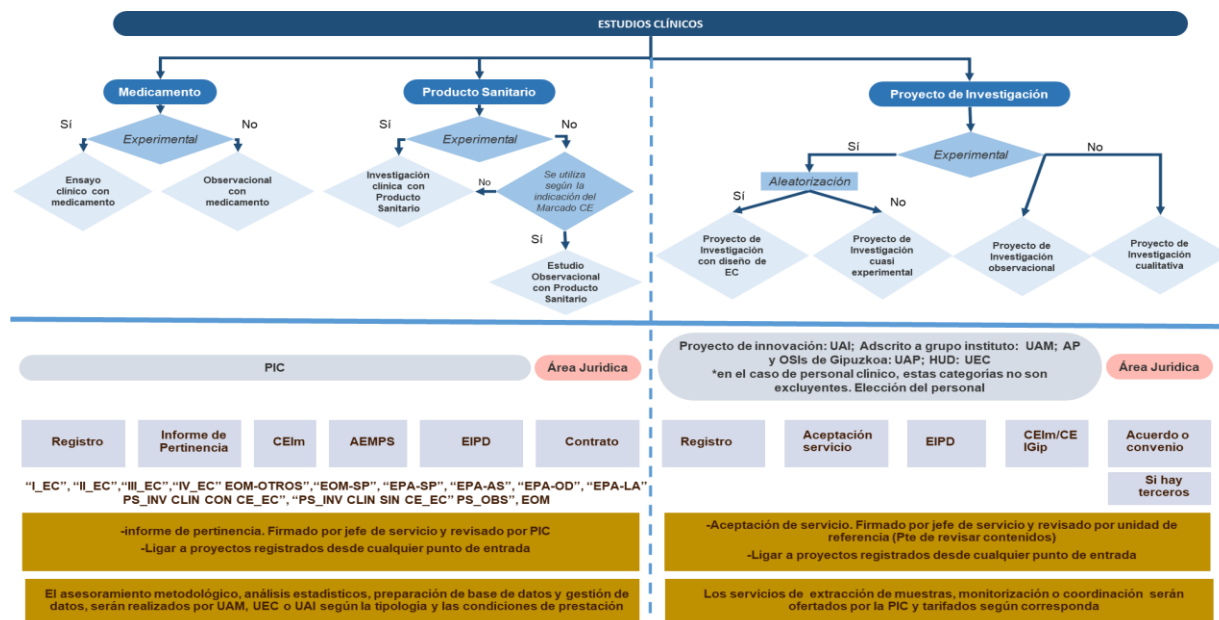 ESTUDIOS CLÍNICOS
Medicamento
Producto Sanitario
Proyecto de Investigación
Sí
Experimental
No
Sí
Experimental
No
Sí
Experimental
No
Ensayo
clínico con
medicamento
Observacional
con
medicamento
Investigación
clínica con
Producto
Sanitario
No
Se utiliza
según la
indicación del
Marcado CE
Sí
Estudio
Observacional
con Producto
Sanitario
Aleatorización
Sí
No
Proyecto de
Investigación
con diseño de
EC
Proyecto de
Investigación
cuasi
experimental
Proyecto de
Investigación
observacional
Proyecto de
Investigación
cualitativa
PIC
Área Jurídica
Proyecto de innovación: UAI; Adscrito a grupo instituto: UAM; AP
y OSIs de Gipuzkoa: UAP; HUD: UEC
*en el caso de personal clínico, estas categorías no son
excluyentes. Elección del personal
Área Jurídica
Registro
Informe de
Pertinencia
CEIm
AEMPS
EIPD
Contrato
Registro
Aceptación
servicio
EIPD
CEIm/CE
IGip
Acuerdo o
convenio
Si hay
terceros
“I_EC”, “II_EC”,“III_EC”,“IV_EC” EOM-OTROS”,“EOM-SP”, “EPA-SP”, “EPA-AS”, “EPA-OD”, “EPA-LA”
PS_INV CLIN CON CE_EC”, “PS_INV CLIN SIN CE_EC” PS_OBS”, EOM
-informe de pertinencia. Firmado por jefe de servicio y revisado por PIC
-Ligar a proyectos registrados desde cualquier punto de entrada
-Aceptación de servicio. Firmado por jefe de servicio y revisado por unidad de
referencia (Pte de revisar contenidos)
-Ligar a proyectos registrados desde cualquier punto de entrada
El asesoramiento metodológico, análisis estadísticos, preparación de base de datos y gestión de
datos, serán realizados por UAM, UEC o UAI según la tipología y las condiciones de prestación
Los servicios de extracción de muestras, monitorización o coordinación serán
ofertados por la PIC y tarifados según corresponda